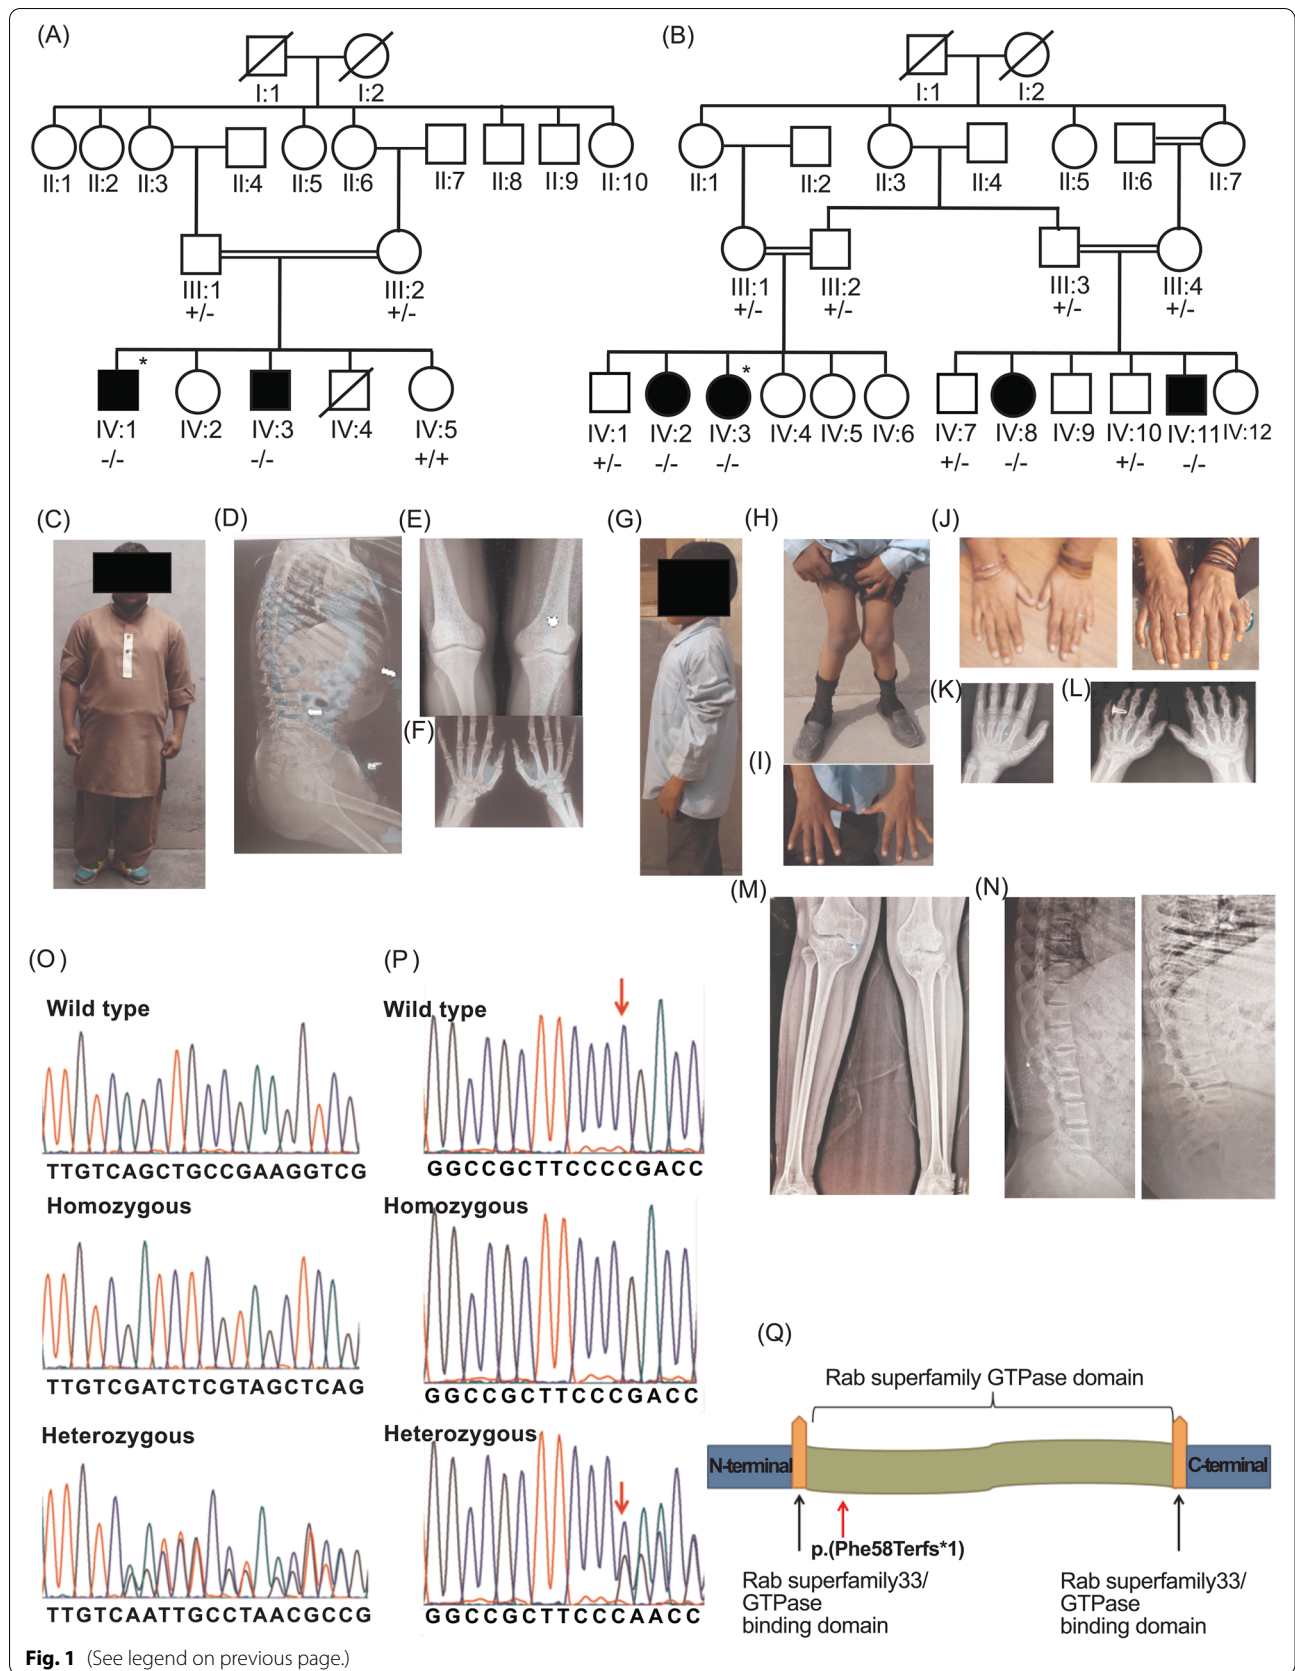 (A)
(B)
I:1 I:2
I:1 I:2
II:1 II:2 II:3 II:4 II:5 II:6 II:7 II:8 II:9 II:10
II:1 II:2 II:3 II:4 II:5 II:6 II:7
III:1 III:2
+/- +/-
III:1 III:2 III:3 III:4
+/- +/- +/- +/-
*
IV:1 IV:2 IV:3 IV:4 IV:5
-/- -/- +/+
*
IV:1 IV:2 IV:3 IV:4 IV:5 IV:6 IV:7 IV:8 IV:9 IV:10 IV:11 IV:12
+/- -/- -/- +/- -/- +/- -/-
(C) (D) (E) (F) (G) (H) (I) (J) (K) (L)
(M) (N)
(O)
Wild type
TTGTCAGCTGCCGAAGGTCG
Homozygous
TTGTCGATCTCGTAGCTCAG
Heterozygous
TTGTCAATTGCCTAACGCCG
(P)
Wild type
GGCCGCTTCCCCGACC
Homozygous
GGCCGCTTCCCGACC
Heterozygous
GGCCGCTTCCCAACC
(Q)
Rab superfamily GTPase domain
N-terminal C-terminal
p.(Phe58Terfs*1)
Rab superfamily33/
GTPase
binding domain
Rab superfamily33/
GTPase
binding domain
Fig. 1 (See legend on previous page.)